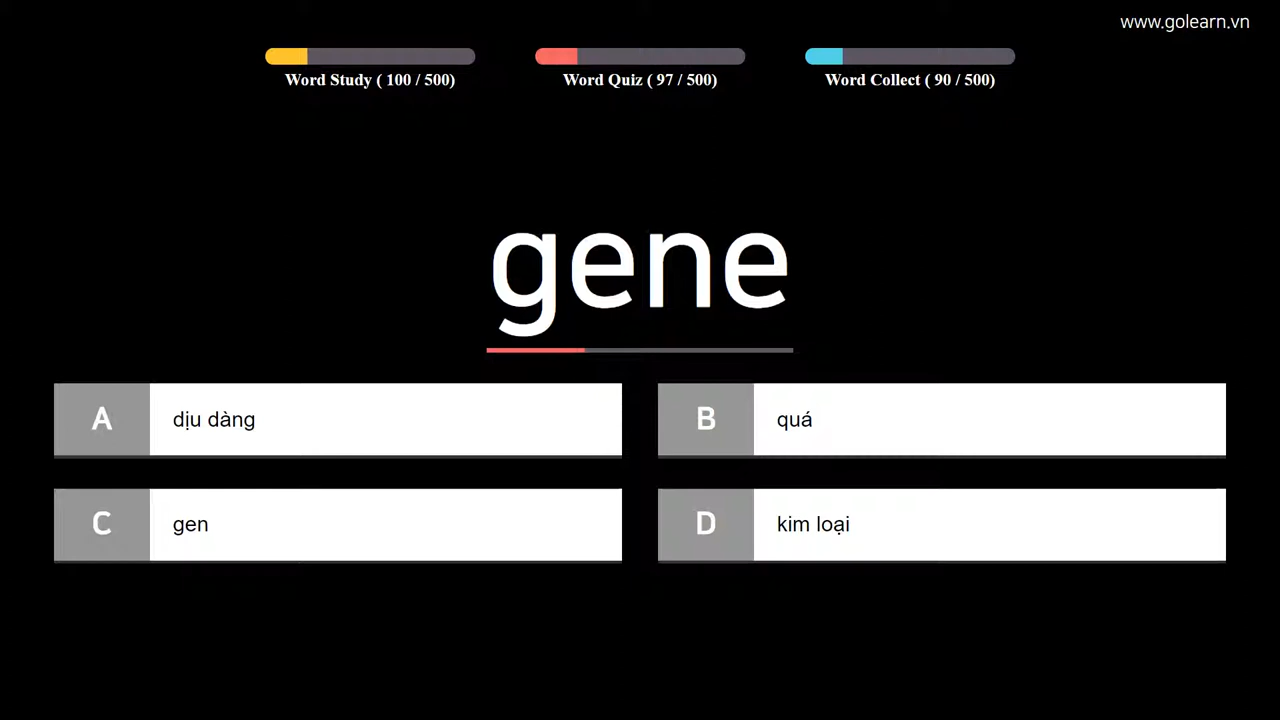 www.golearn.vn
Word Study ( 100 / 500)
Word Quiz ( 97 / 500)
Word Collect ( 90 / 500)
gene
A dịu dàng
B quá
C gen
D kim loại